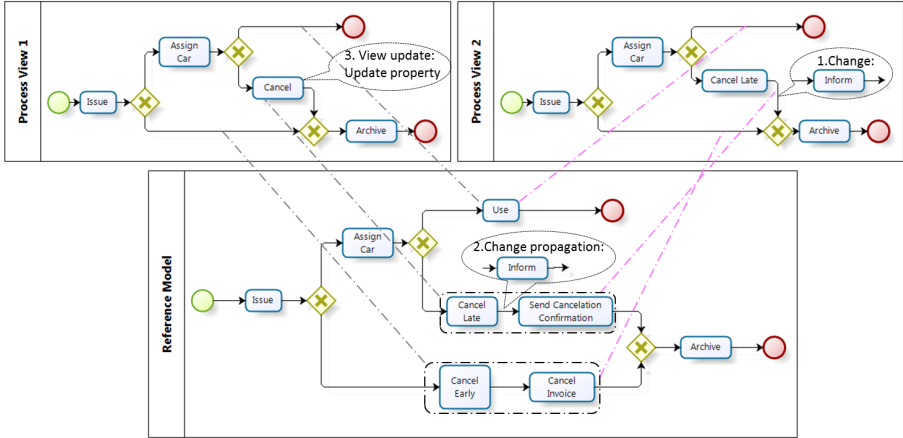 Process View 1
Issue
Assign
Car
Cancel
Archive
3. View update:
Update property
Process View 2
Issue
Assign
Car
Cancel Late
Archive
1.Change:
Inform
Reference Model
Issue
Assign
Car
Use
2.Change propagation:
Inform
Cancel
Late
Send Cancelation
Confirmation
Cancel
Early
Cancel
Invoice
Archive